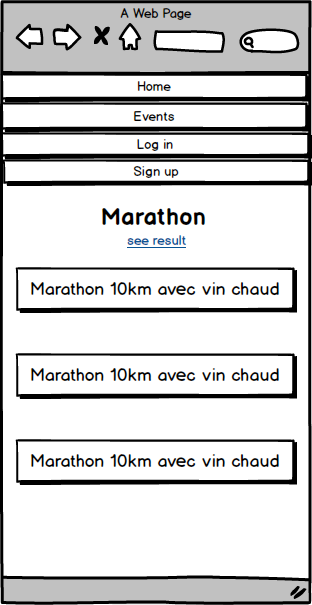 A Web Page
Home
Events
Log in
Sign up
Marathon
see result
Marathon 10km avec vin chaud
Marathon 10km avec vin chaud
Marathon 10km avec vin chaud